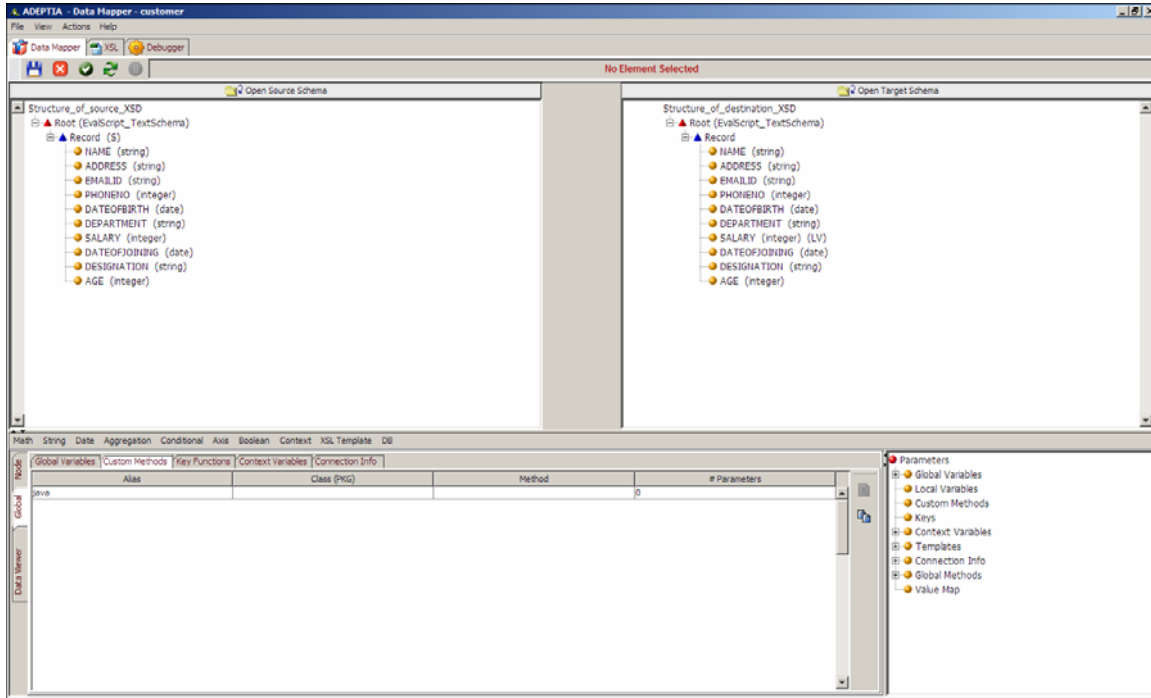 ADEPTIA - Data Mapper - customer
File View Actions Help
Data Mapper XSL Debugger
No Element Selected
Open Source Schema
Open Target Schema
Structure_of_source_XSD
Root (EvalScript_TextSchema)
Record (S)
NAME (string)
ADDRESS (string)
EMAILID (string)
PHONENO (integer)
DATEOFBIRTH (date)
DEPARTMENT (string)
SALARY (integer)
DATEOFJOINING (date)
DESIGNATION (string)
AGE (integer)
Structure_of_destination_XSD
Root (EvalScript_TextSchema)
Record
NAME (string)
ADDRESS (string)
EMAILID (string)
PHONENO (integer)
DATEOFBIRTH (date)
DEPARTMENT (string)
SALARY (integer) (LV)
DATEOFJOINING (date)
DESIGNATION (string)
AGE (integer)
Math String Date Aggregation Conditional Axis Boolean Context XSL Template DB
Node
Global
Data Viewer
Global Variables Custom Methods Key Functions Context Variables Connection Info
Alias Class (PKG) Method # Parameters
java 0
Parameters
Global Variables
Local Variables
Custom Methods
Keys
Context Variables
Templates
Connection Info
Global Methods
Value Map